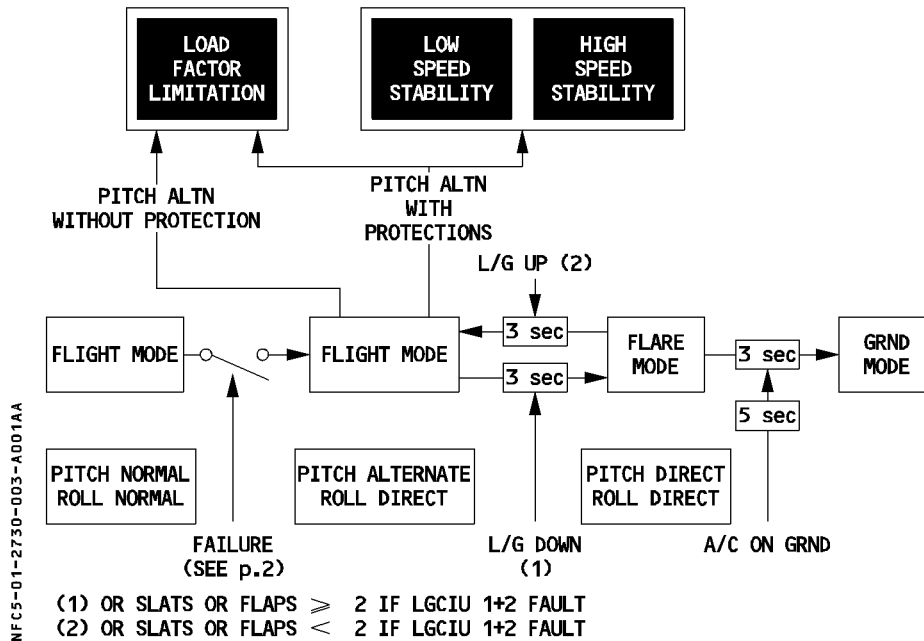 LOAD
FACTOR
LIMITATION
LOW
SPEED
STABILITY
HIGH
SPEED
STABILITY
PITCH ALTN
WITHOUT PROTECTION
PITCH ALTN
WITH
PROTECTIONS
L/G UP (2)
FLIGHT MODE
FLIGHT MODE
3 sec
3 sec
FLARE
MODE
3 sec
5 sec
GRND
MODE
PITCH NORMAL
ROLL NORMAL
PITCH ALTERNATE
ROLL DIRECT
PITCH DIRECT
ROLL DIRECT
FAILURE
(SEE p.2)
L/G DOWN
(1)
A/C ON GRND
(1) OR SLATS OR FLAPS ⩾ 2 IF LGCIU 1+2 FAULT
(2) OR SLATS OR FLAPS < 2 IF LGCIU 1+2 FAULT
NFC5-01-2730-003-A001AA